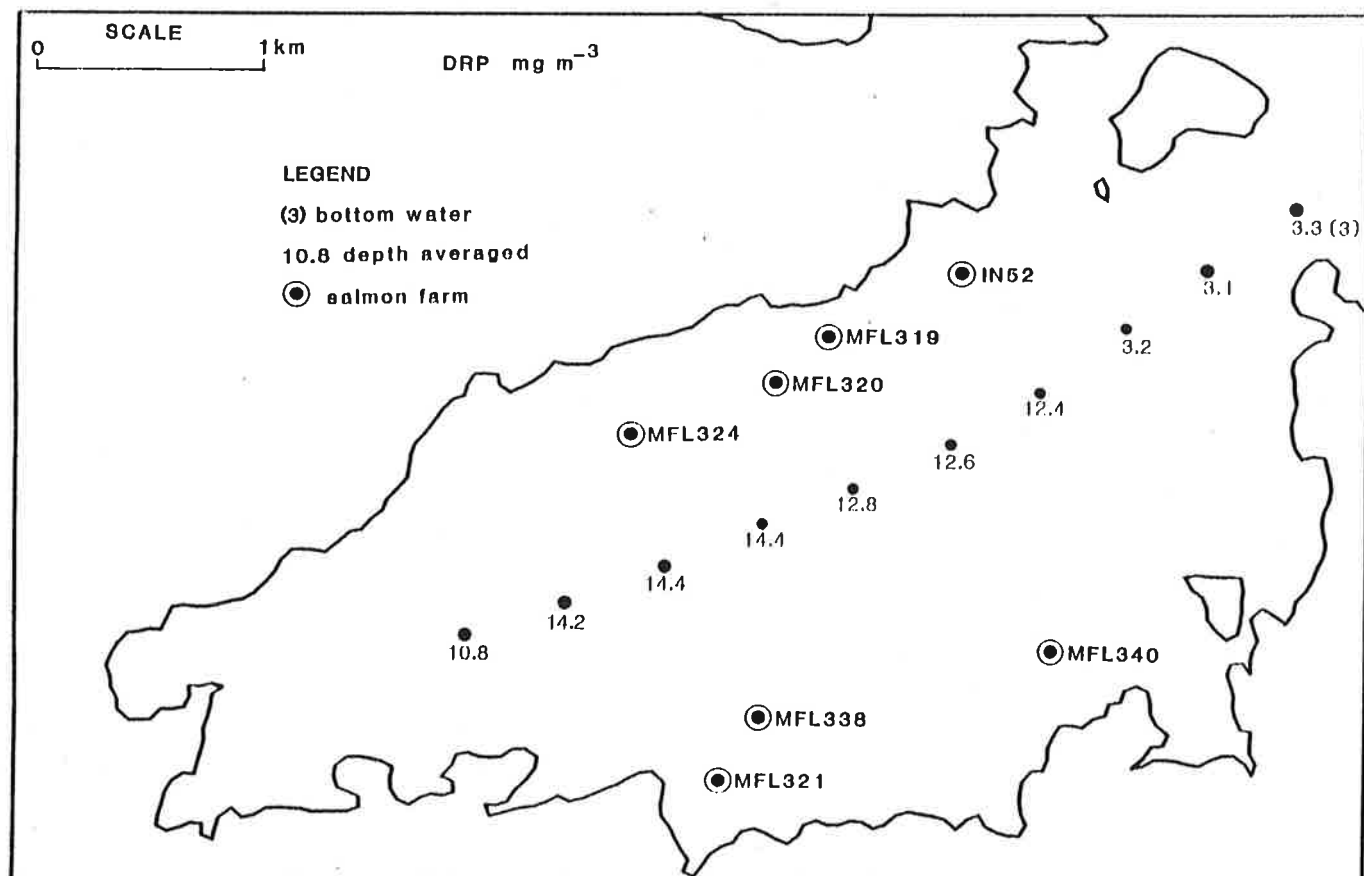 SCALE
0 1km
DRP mg m⁻³
LEGEND
(3) bottom water
10.8 depth averaged
salmon farm
3.3 (3)
IN52
3.1
MFL319
3.2
MFL320
12.4
MFL324
12.6
12.8
14.4
14.4
14.2
10.8
MFL340
MFL338
MFL321